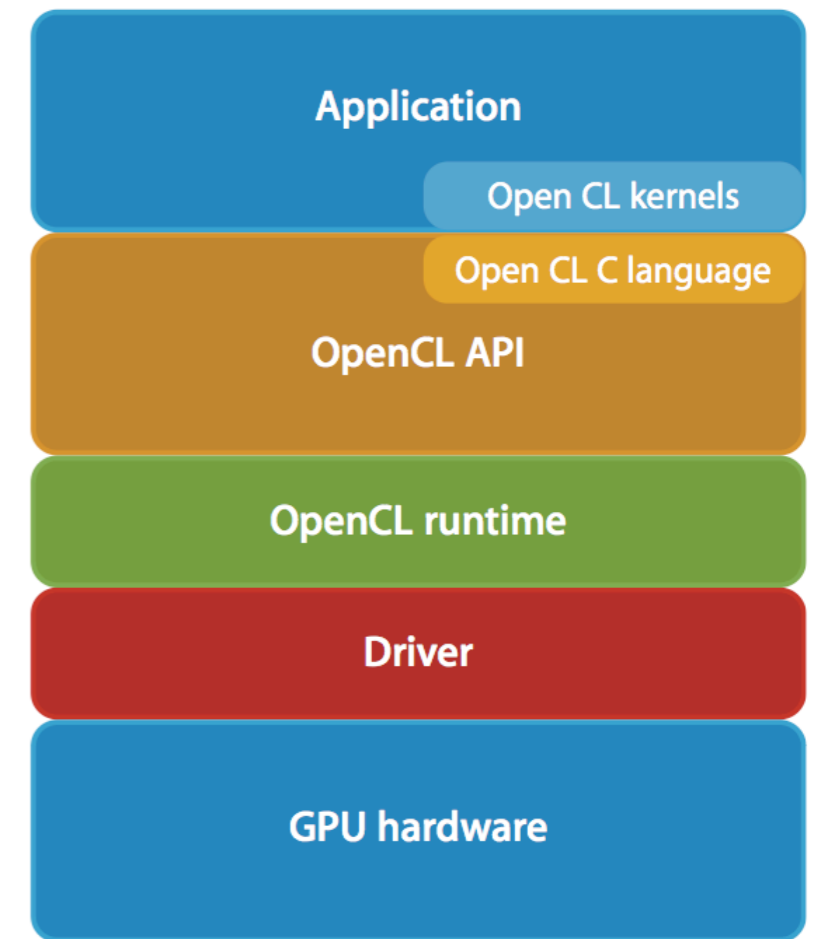 Application
Open CL kernels
Open CL C language
OpenCL API
OpenCL runtime
Driver
GPU hardware